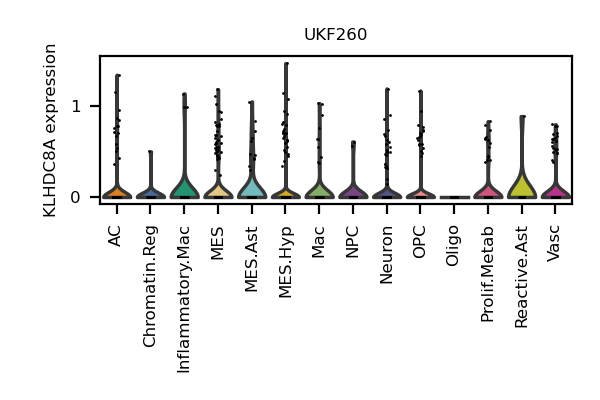 UKF260
KLHDC8A expression
1
0
AC
Chromatin.Reg
Inflammatory.Mac
MES
MES.Ast
MES.Hyp
Mac
NPC
Neuron
OPC
Oligo
Prolif.Metab
Reactive.Ast
Vasc